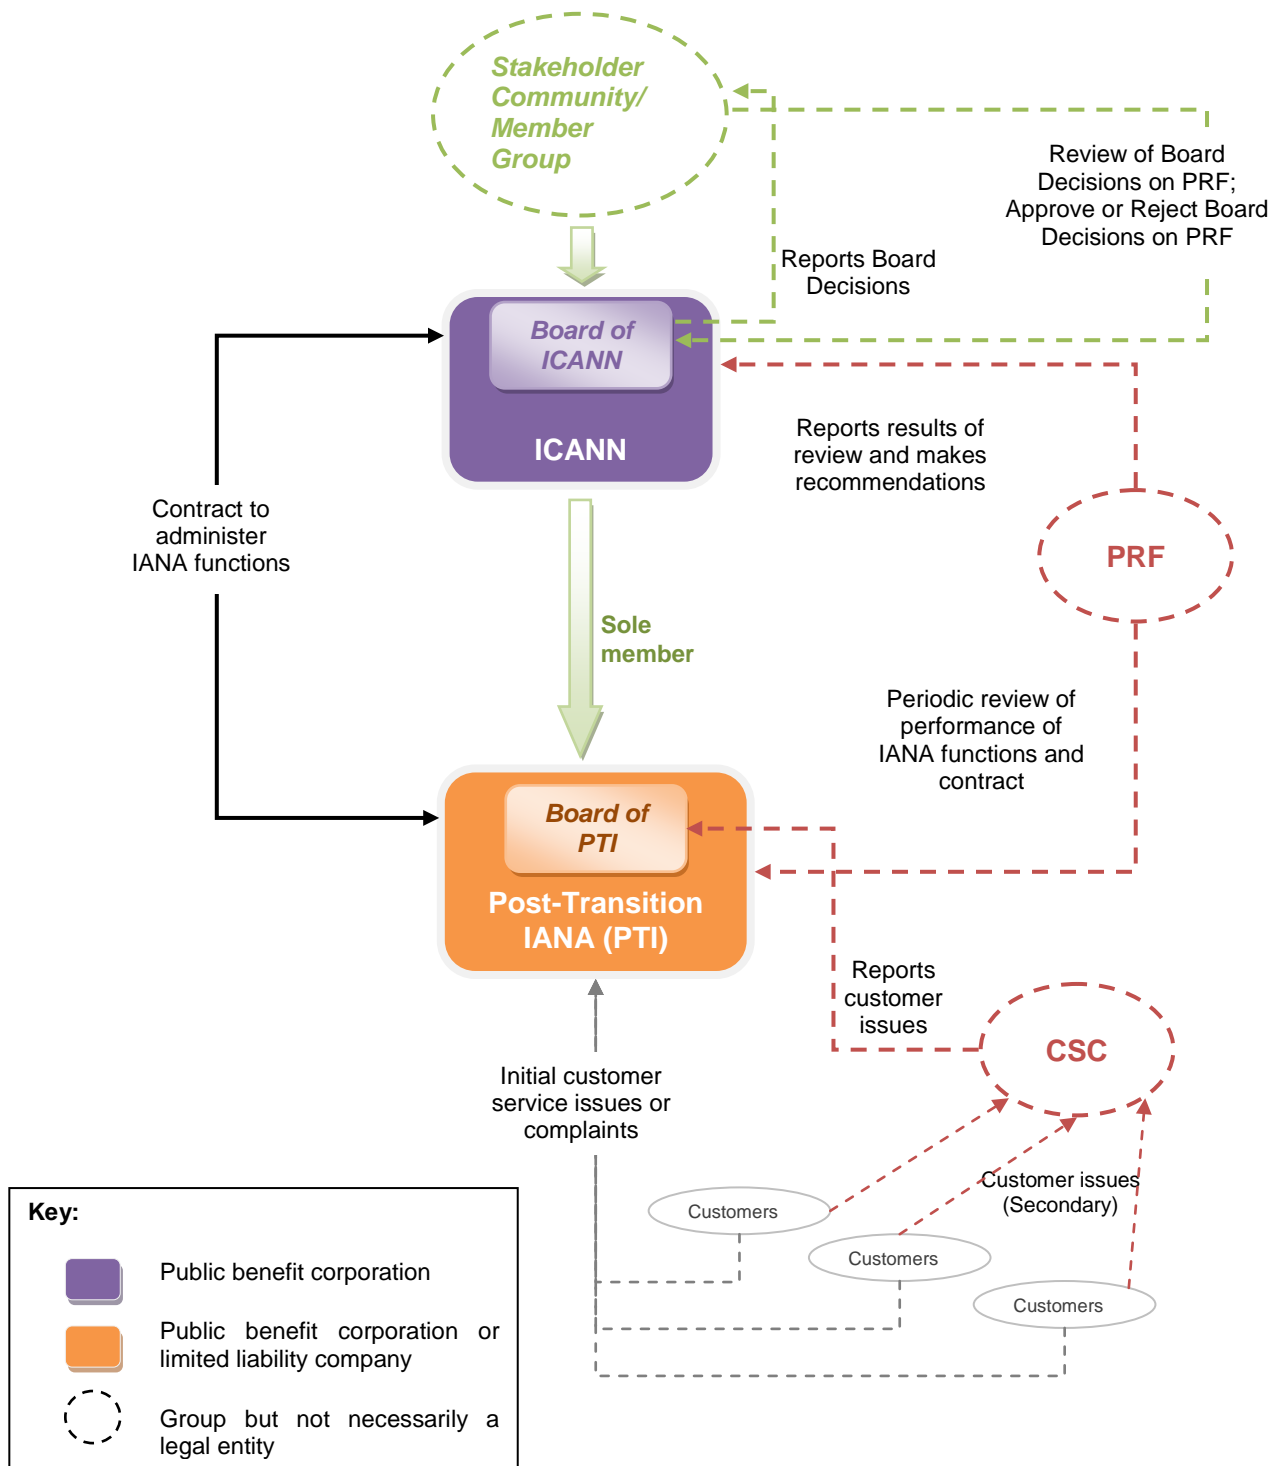 Stakeholder
Community/
Member
Group
Review of Board
Decisions on PRF;
Approve or Reject Board
Decisions on PRF
Reports Board
Decisions
Board of
ICANN
ICANN
Reports results of
review and makes
recommendations
Contract to
administer
IANA functions
PRF
Sole
member
Periodic review of
performance of
IANA functions and
contract
Board of
PTI
Post-Transition
IANA (PTI)
Reports
customer
issues
CSC
Initial customer
service issues or
complaints
Customer issues
(Secondary)
Customers
Customers
Customers
Key:
Public benefit corporation
Public benefit corporation or
limited liability company
Group but not necessarily a
legal entity